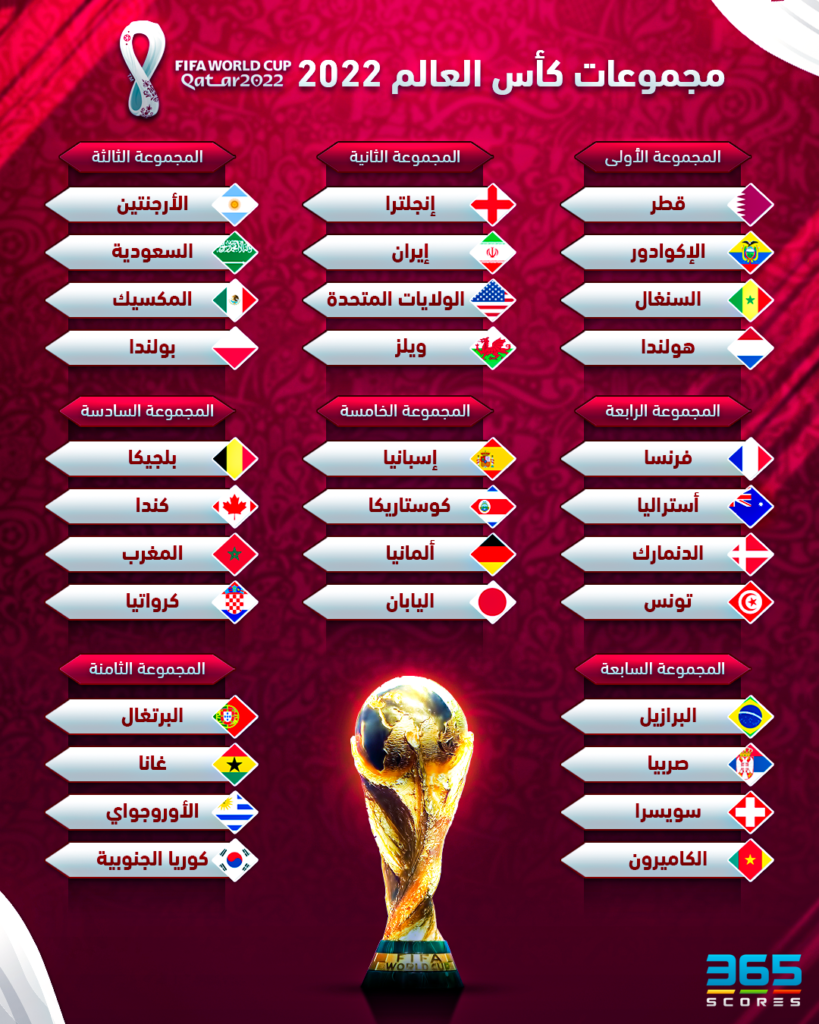 مجموعات كأس العالم 2022
FIFA WORLD CUP
Qatar2022
المجموعة الأولى
قطر
الإكوادور
السنغال
هولندا
المجموعة الثانية
إنجلترا
إيران
الولايات المتحدة
ويلز
المجموعة الثالثة
الأرجنتين
السعودية
المكسيك
بولندا
المجموعة الرابعة
فرنسا
أستراليا
الدنمارك
تونس
المجموعة الخامسة
إسبانيا
كوستاريكا
ألمانيا
اليابان
المجموعة السادسة
بلجيكا
كندا
المغرب
كرواتيا
المجموعة السابعة
البرازيل
صربيا
سويسرا
الكاميرون
المجموعة الثامنة
البرتغال
غانا
الأوروجواي
كوريا الجنوبية
FIFA
WORLD CUP
365
SCORES